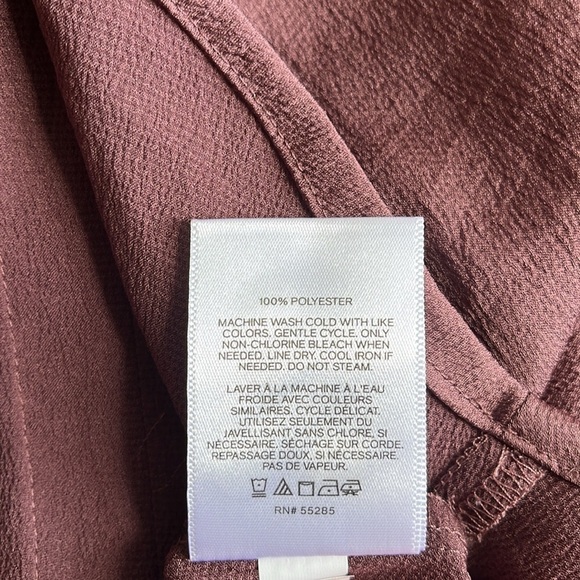 100% POLYESTER
MACHINE WASH COLD WITH LIKE
COLORS. GENTLE CYCLE. ONLY
NON-CHLORINE BLEACH WHEN
NEEDED. LINE DRY. COOL IRON IF
NEEDED. DO NOT STEAM.
LAVER À LA MACHINE À L'EAU
FROIDE AVEC COULEURS
SIMILAIRES, CYCLE DÉLICAT.
UTILISEZ SEULEMENT DU
JAVELLISANT SANS CHLORE, SI
NÉCESSAIRE. SÉCHAGE SUR CORDE.
REPASSAGE DOUX, SI NÉCESSAIRE.
PAS DE VAPEUR.
RN# 55285